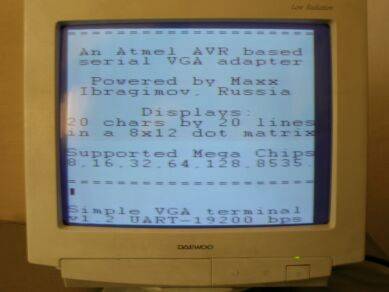 Low Radiation
An Atmel AVR based
serial VGA adapter
Powered by Maxx
Ibragimov, Russia
Displays:
20 chars by 20 lines
in a 8x12 dot matrix
Supported Mega Chips
8,16,32,64,128,8535
Simple VGA terminal
v1.2 UART-19200 bps
DAEWOO